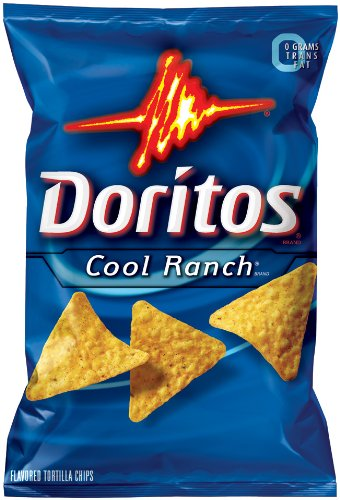 0 GRAMS
TRANS
FAT
Doritos®
BRAND
Cool Ranch®
BRAND
FLAVORED TORTILLA CHIPS